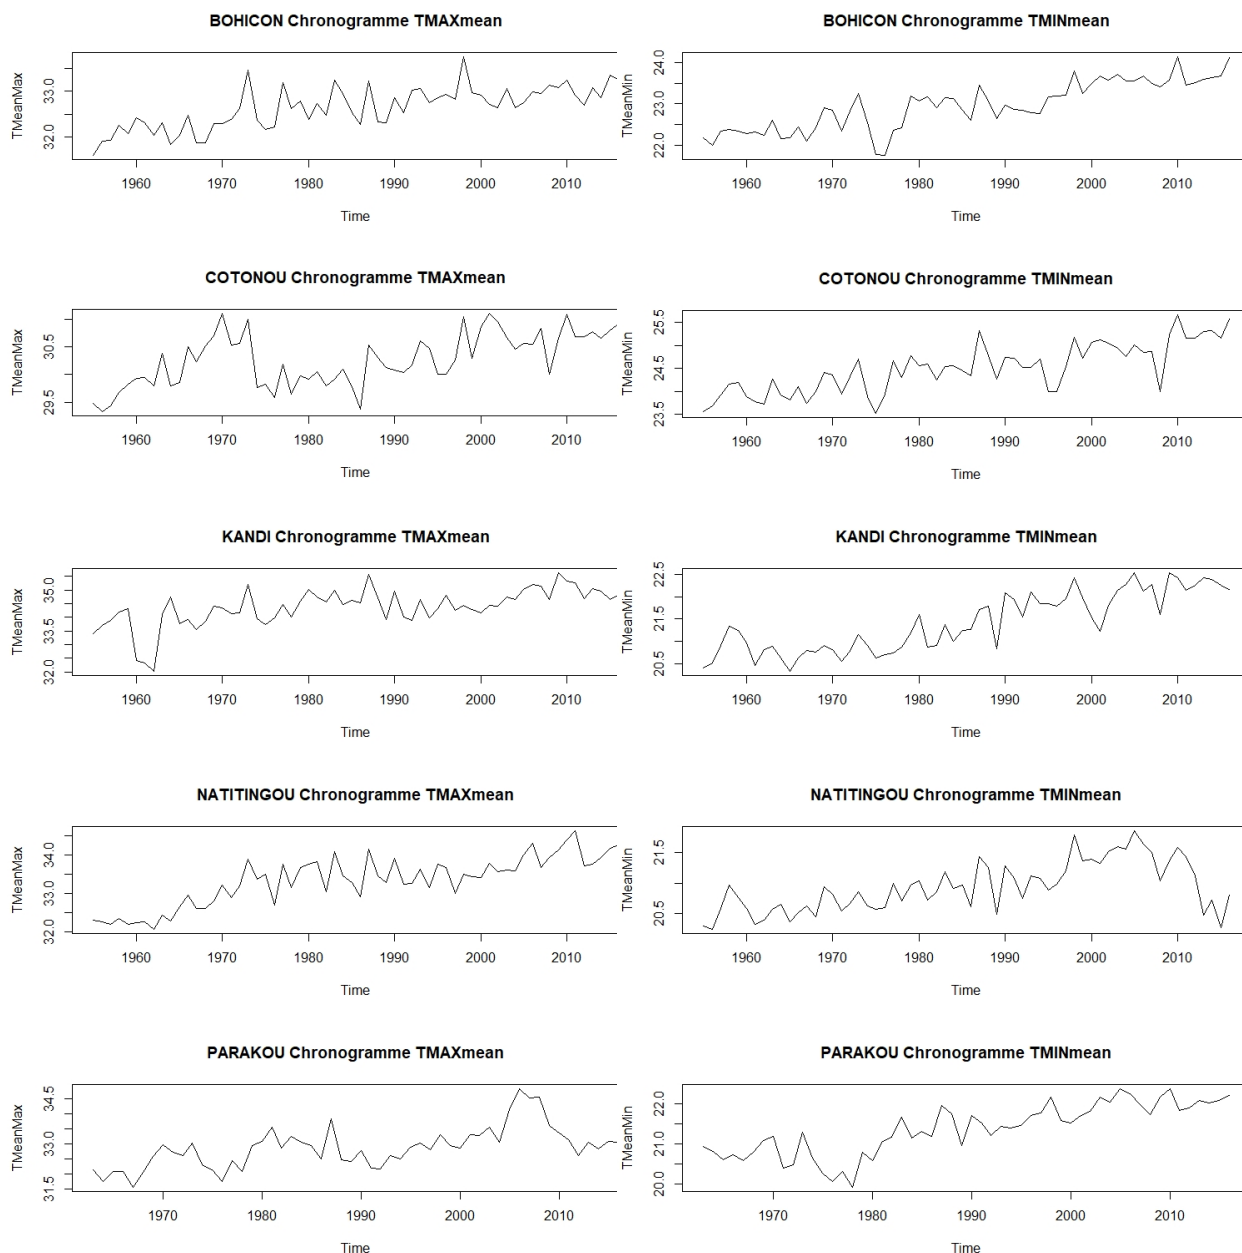 BOHICON Chronogramme TMAXmean
TMeanMax
33.0
32.0
1960 1970 1980 1990 2000 2010
Time
BOHICON Chronogramme TMINmean
TMeanMin
24.0
23.0
22.0
1960 1970 1980 1990 2000 2010
Time
COTONOU Chronogramme TMAXmean
TMeanMax
30.5
29.5
1960 1970 1980 1990 2000 2010
Time
COTONOU Chronogramme TMINmean
TMeanMin
25.5
24.5
23.5
1960 1970 1980 1990 2000 2010
Time
KANDI Chronogramme TMAXmean
TMeanMax
35.0
33.5
32.0
1960 1970 1980 1990 2000 2010
Time
KANDI Chronogramme TMINmean
TMeanMin
22.5
21.5
20.5
1960 1970 1980 1990 2000 2010
Time
NATITINGOU Chronogramme TMAXmean
TMeanMax
34.0
33.0
32.0
1960 1970 1980 1990 2000 2010
Time
NATITINGOU Chronogramme TMINmean
TMeanMin
21.5
20.5
1960 1970 1980 1990 2000 2010
Time
PARAKOU Chronogramme TMAXmean
TMeanMax
34.5
33.0
31.5
1970 1980 1990 2000 2010
Time
PARAKOU Chronogramme TMINmean
TMeanMin
22.0
21.0
20.0
1970 1980 1990 2000 2010
Time